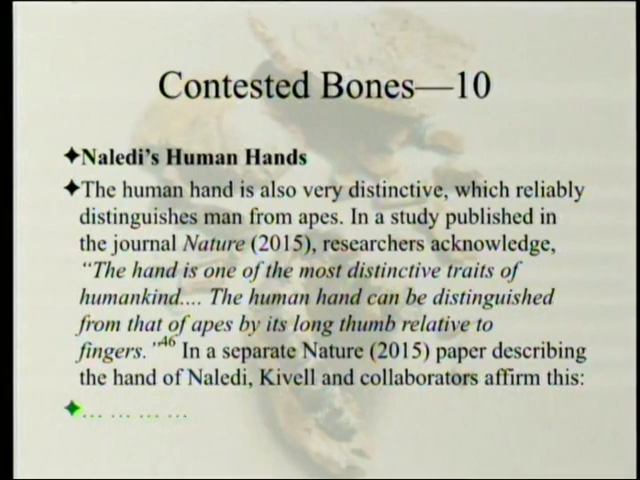 Contested Bones—10
✦Naledi's Human Hands
✦The human hand is also very distinctive, which reliably
distinguishes man from apes. In a study published in
the journal Nature (2015), researchers acknowledge,
"The hand is one of the most distinctive traits of
humankind.... The human hand can be distinguished
from that of apes by its long thumb relative to
fingers."46 In a separate Nature (2015) paper describing
the hand of Naledi, Kivell and collaborators affirm this:
✦… … … …